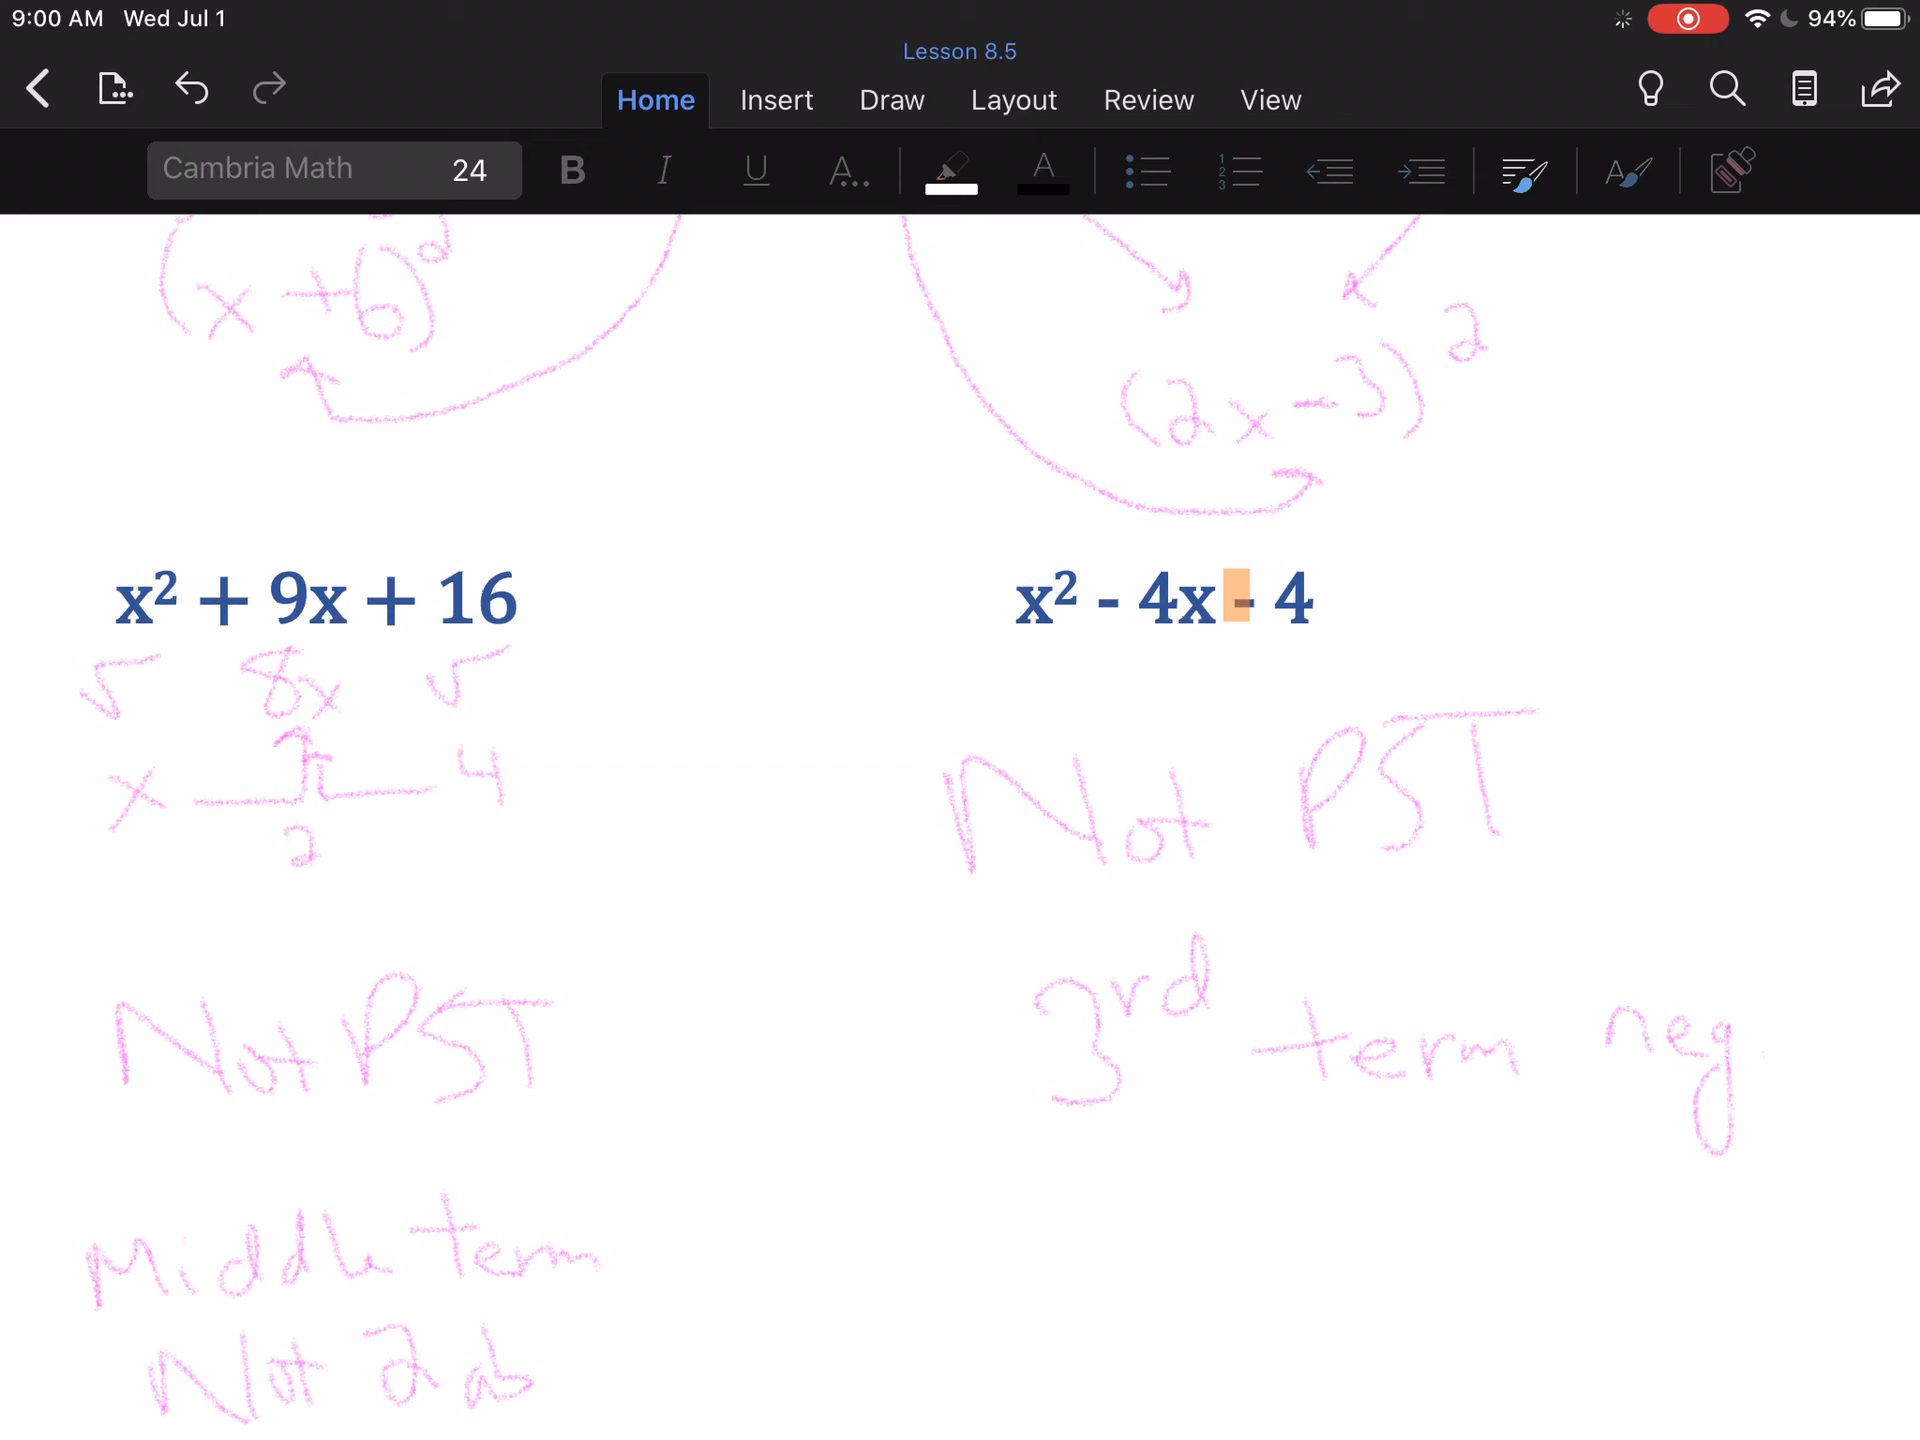 9:00 AM Wed Jul 1 94%
Lesson 8.5
Home Insert Draw Layout Review View
Cambria Math 24 B I U A... A
(x + 6)²
(2x - 3)²
x² + 9x + 16
√ 8x √
x 4
2
Not PST
Middle term
Not 2ab
x² - 4x - 4
Not PST
3rd term neg